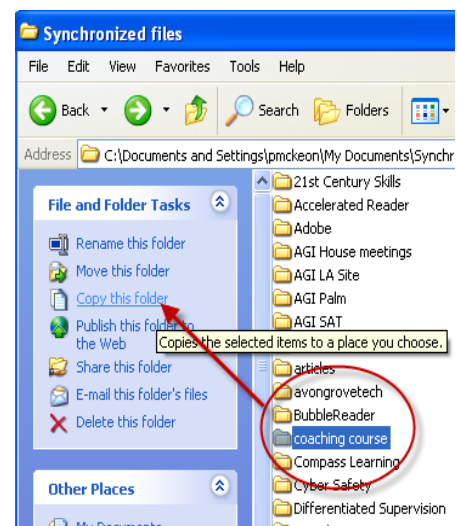 Synchronized files
File Edit View Favorites Tools Help
Back Search Folders
Address C:\Documents and Settings\pmckeon\My Documents\Synchr
File and Folder Tasks
Rename this folder
Move this folder
Copy this folder
Publish this folder to
the Web
Share this folder
E-mail this folder's files
Delete this folder
Other Places
My Documents
21st Century Skills
Accelerated Reader
Adobe
AGI House meetings
AGI LA Site
AGI Palm
AGI SAT
Copies the selected items to a place you choose.
articles
avongrovetech
BubbleReader
coaching course
Compass Learning
Cyber Safety
Differentiated Supervision